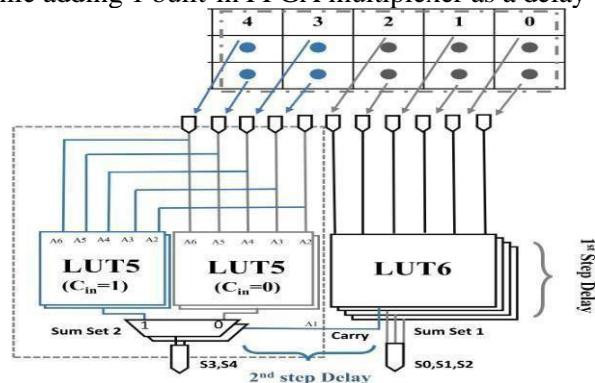 4 3 2 1 0
A6 A5 A4 A3 A2
A6 A5 A4 A3 A2
LUT5
(Cin=1)
LUT5
(Cin=0)
LUT6
1st Step Delay
Sum Set 2
1 0
A1
Carry
Sum Set 1
S3,S4
S0,S1,S2
2nd step Delay